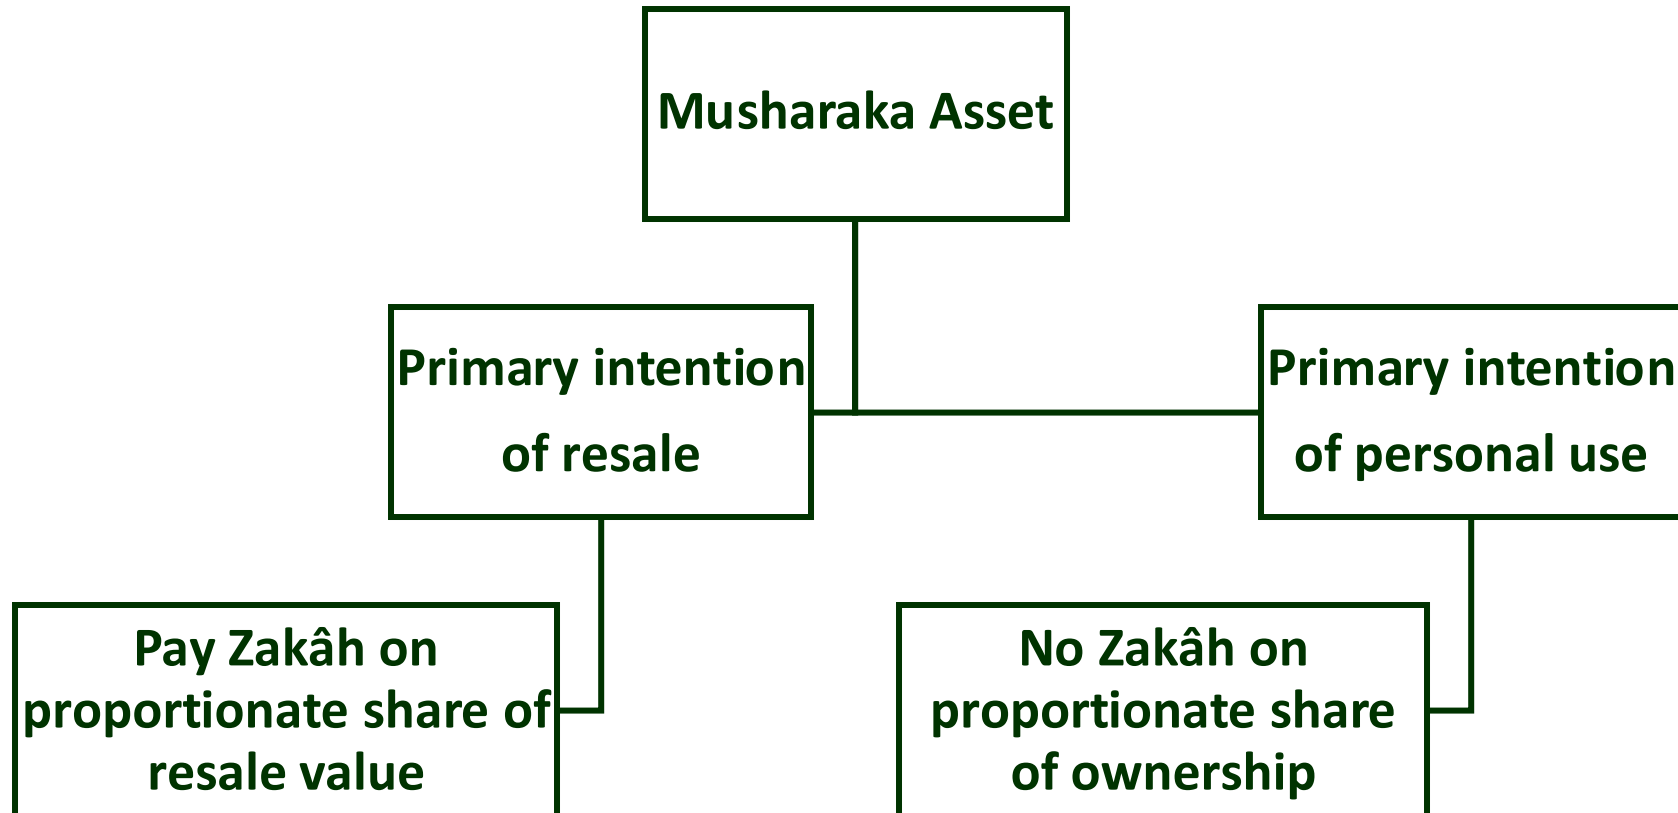 Musharaka Asset
Primary intention
of resale
Primary intention
of personal use
Pay Zakâh on
proportionate share of
resale value
No Zakâh on
proportionate share
of ownership